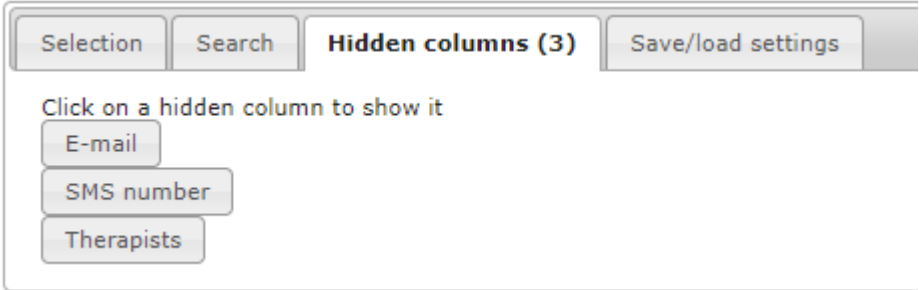 Selection Search Hidden columns (3) Save/load settings
Click on a hidden column to show it
E-mail
SMS number
Therapists